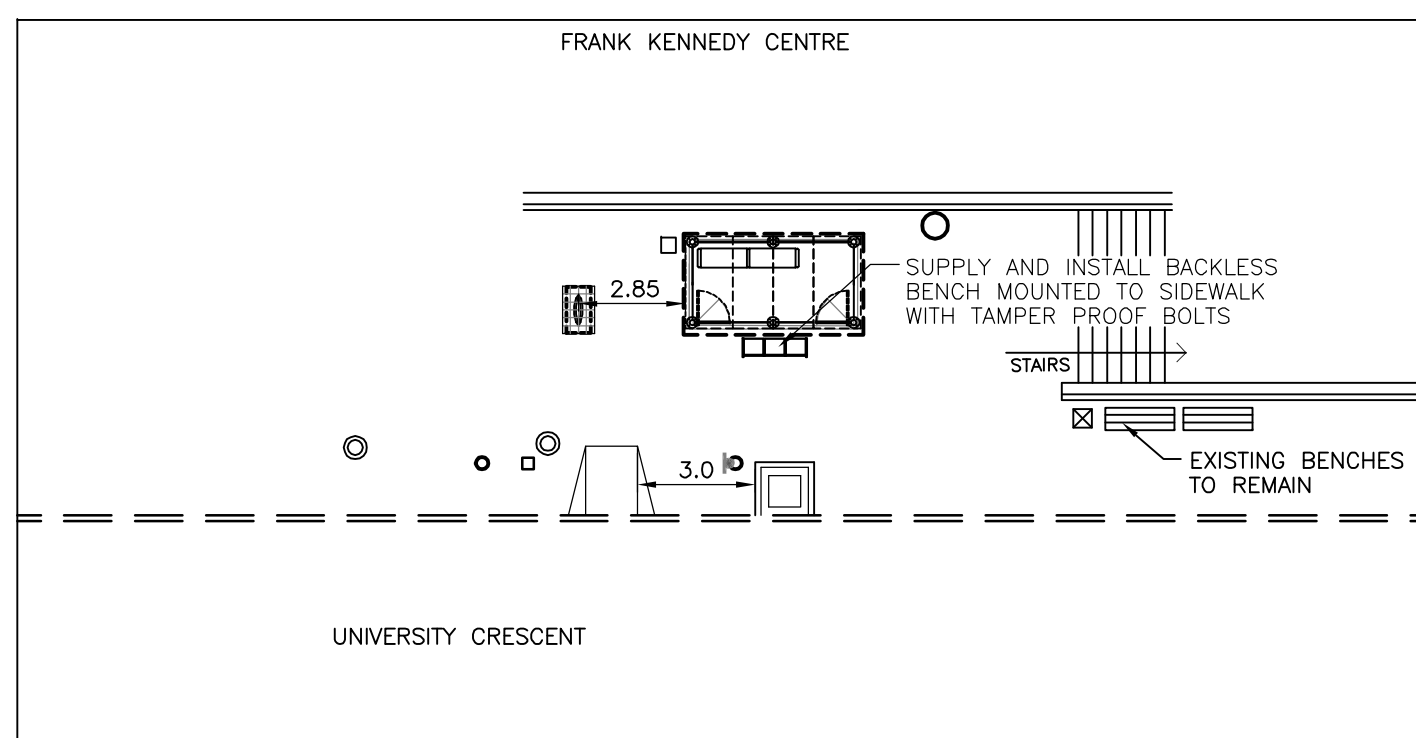 FRANK KENNEDY CENTRE
2.85
SUPPLY AND INSTALL BACKLESS
BENCH MOUNTED TO SIDEWALK
WITH TAMPER PROOF BOLTS
STAIRS
3.0
EXISTING BENCHES
TO REMAIN
UNIVERSITY CRESCENT